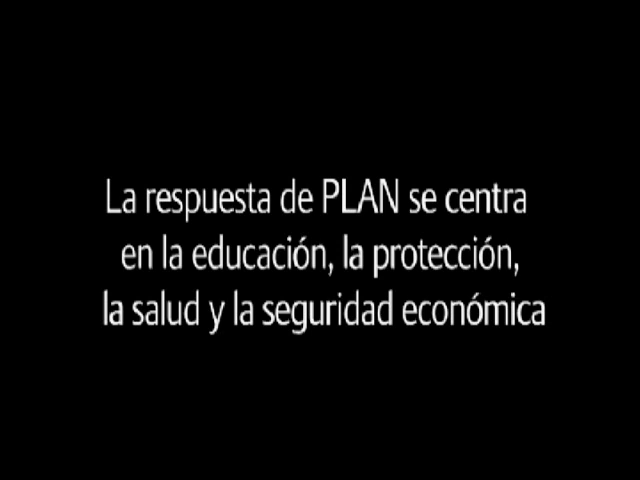 La respuesta de PLAN se centra
en la educación, la protección,
la salud y la seguridad económica